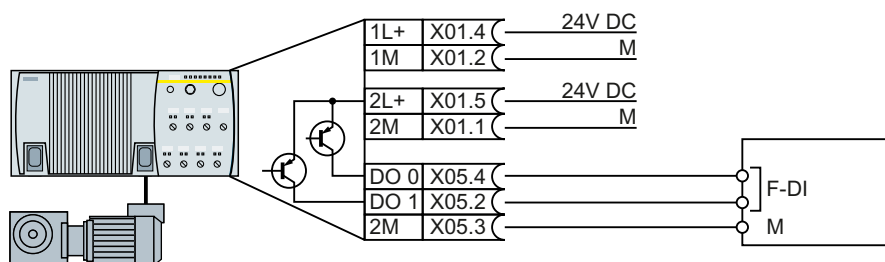 1L+ X01.4 24V DC
1M X01.2 M
2L+ X01.5 24V DC
2M X01.1 M
DO 0 X05.4
DO 1 X05.2
2M X05.3
F-DI
M